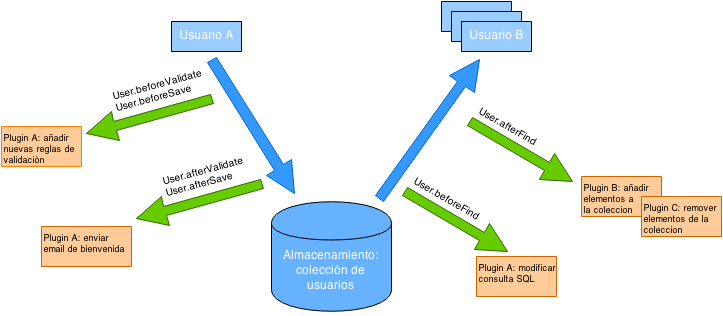 Usuario A
Usuario B
User.beforeValidate
User.beforeSave
User.afterFind
Plugin A: añadir
nuevas reglas de
validación
User.afterValidate
User.afterSave
User.beforeFind
Plugin B: añadir
elementos a
la coleccion
Plugin C: remover
elementos de la
coleccion
Plugin A: enviar
email de bienvenida
Almacenamiento:
colección de
usuarios
Plugin A: modificar
consulta SQL